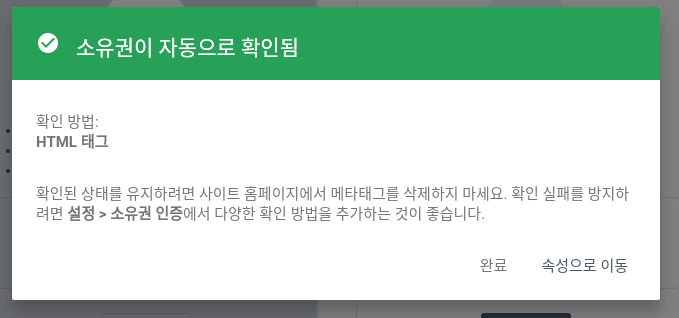 소유권이 자동으로 확인됨
확인 방법:
HTML 태그
확인된 상태를 유지하려면 사이트 홈페이지에서 메타태그를 삭제하지 마세요. 확인 실패를 방지하
려면 설정 > 소유권 인증에서 다양한 확인 방법을 추가하는 것이 좋습니다.
완료
속성으로 이동